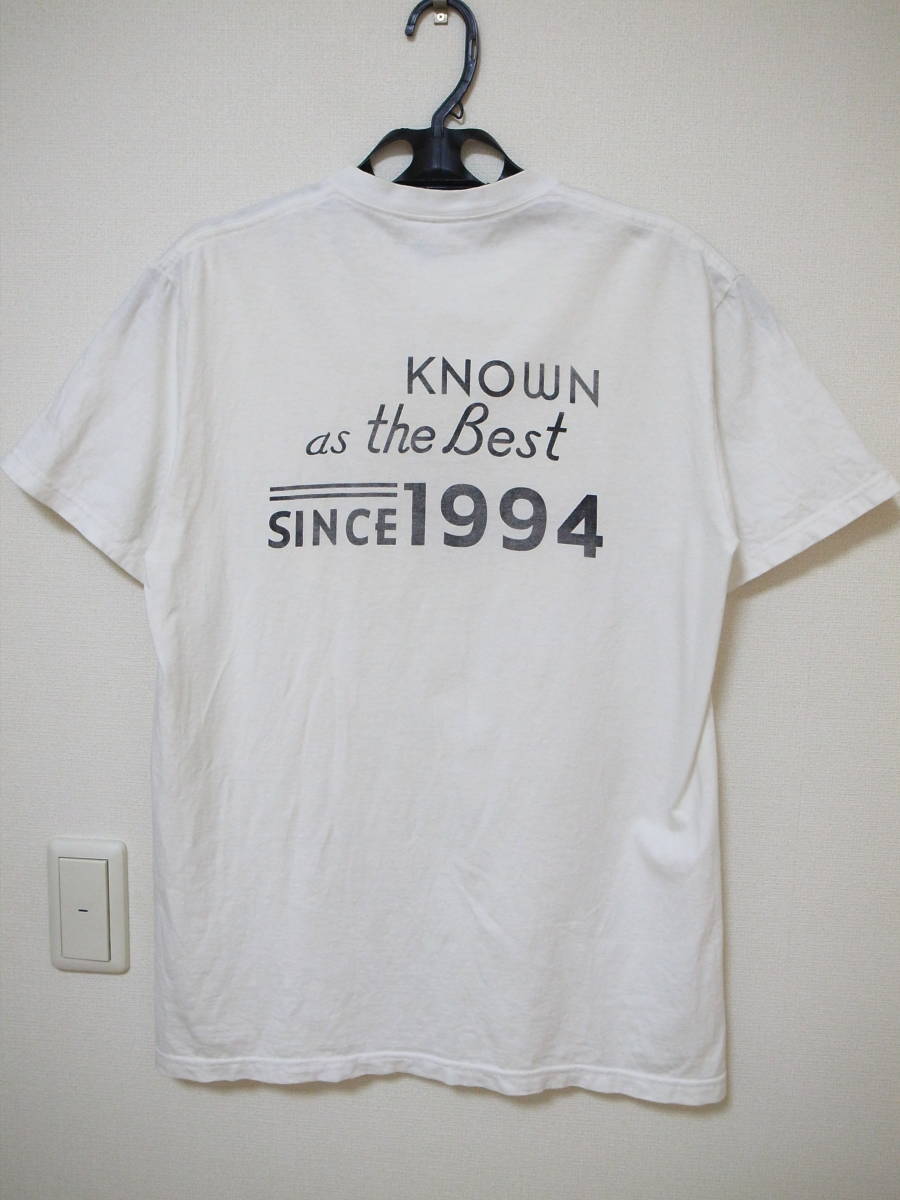 KNOWN
as the Best
SINCE 1994